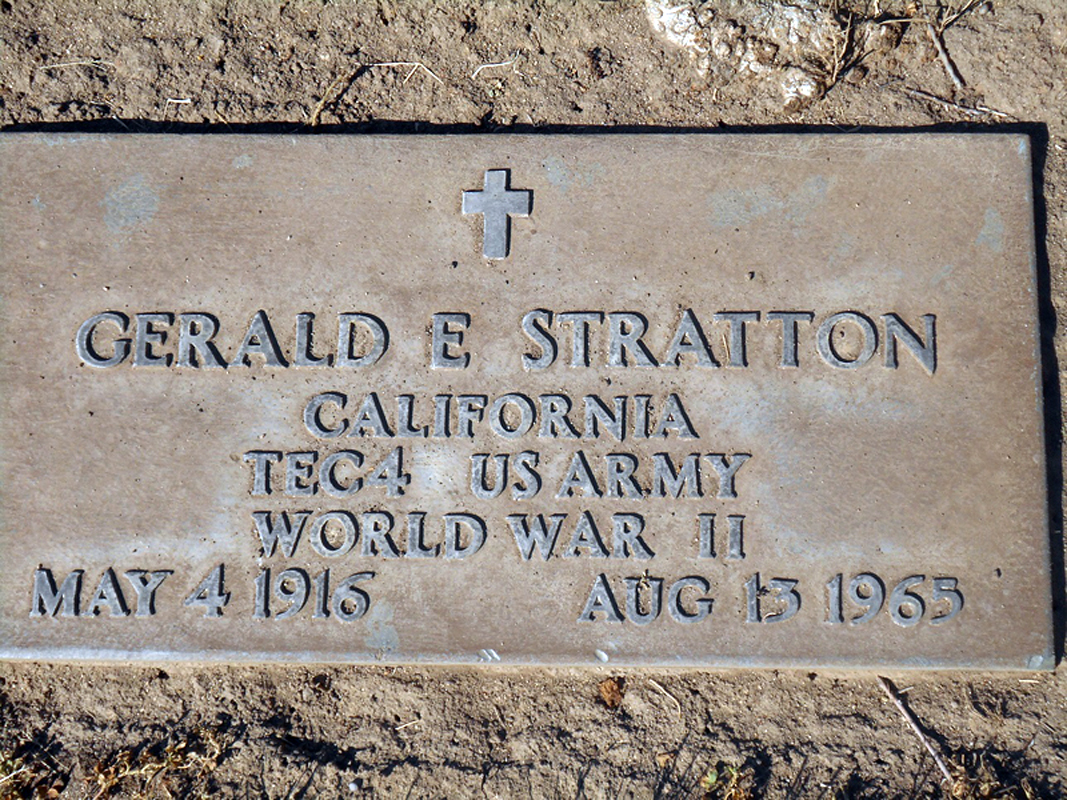 GERALD E STRATTON
CALIFORNIA
TEC4 US ARMY
WORLD WAR II
MAY 4 1916 AUG 13 1965